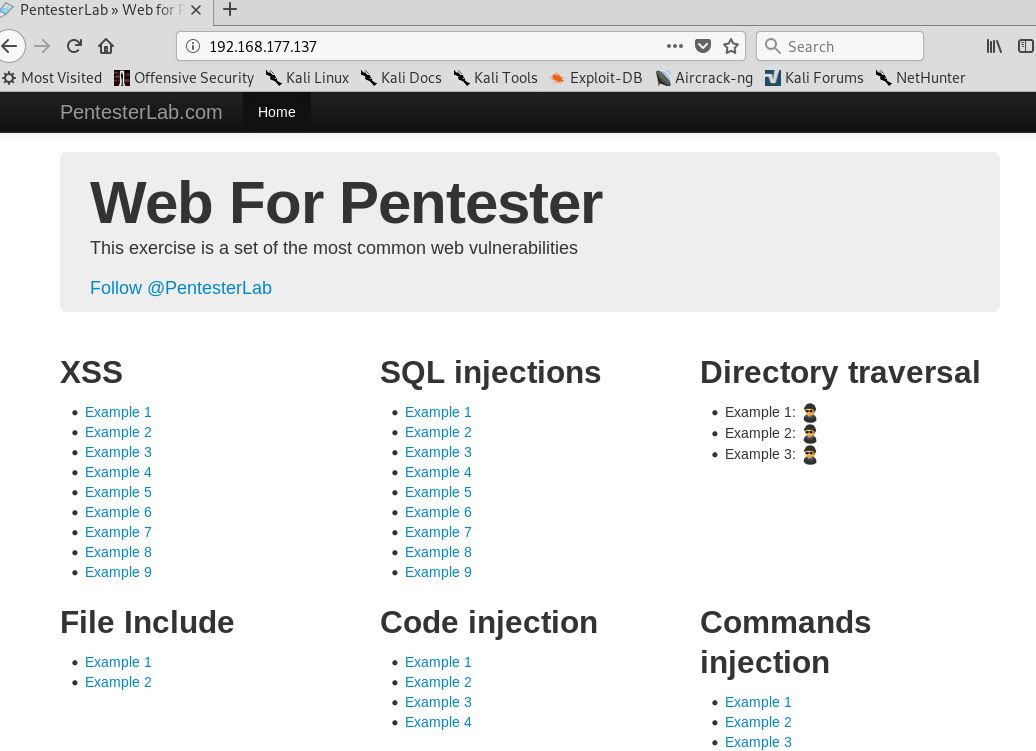 PentesterLab » Web for P
192.168.177.137
Search
Most Visited Offensive Security Kali Linux Kali Docs Kali Tools Exploit-DB Aircrack-ng Kali Forums NetHunter
PentesterLab.com Home
Web For Pentester
This exercise is a set of the most common web vulnerabilities
Follow @PentesterLab
XSS
Example 1
Example 2
Example 3
Example 4
Example 5
Example 6
Example 7
Example 8
Example 9
SQL injections
Example 1
Example 2
Example 3
Example 4
Example 5
Example 6
Example 7
Example 8
Example 9
Directory traversal
Example 1:
Example 2:
Example 3:
File Include
Example 1
Example 2
Code injection
Example 1
Example 2
Example 3
Example 4
Commands
injection
Example 1
Example 2
Example 3